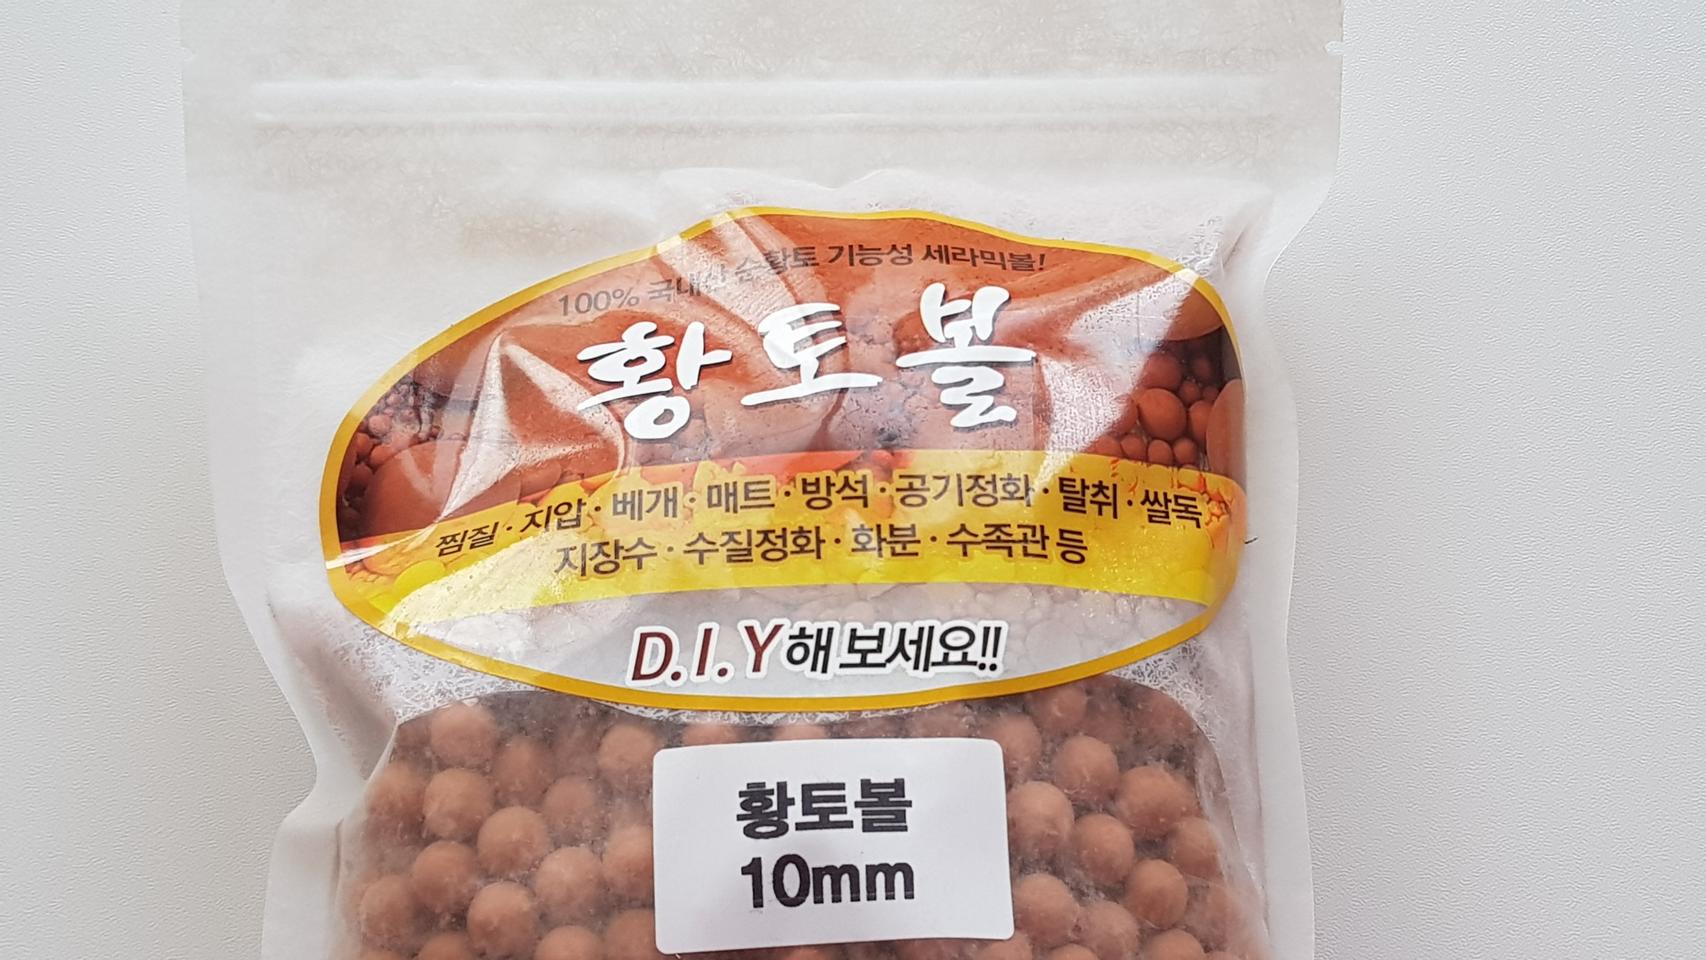 100% 국내산 순황토 기능성 세라믹볼!
황토볼
찜질·지압·베개·매트·방석·공기정화·탈취·쌀독
지장수·수질정화·화분·수족관 등
D.I.Y해 보세요!!
황토볼
10mm